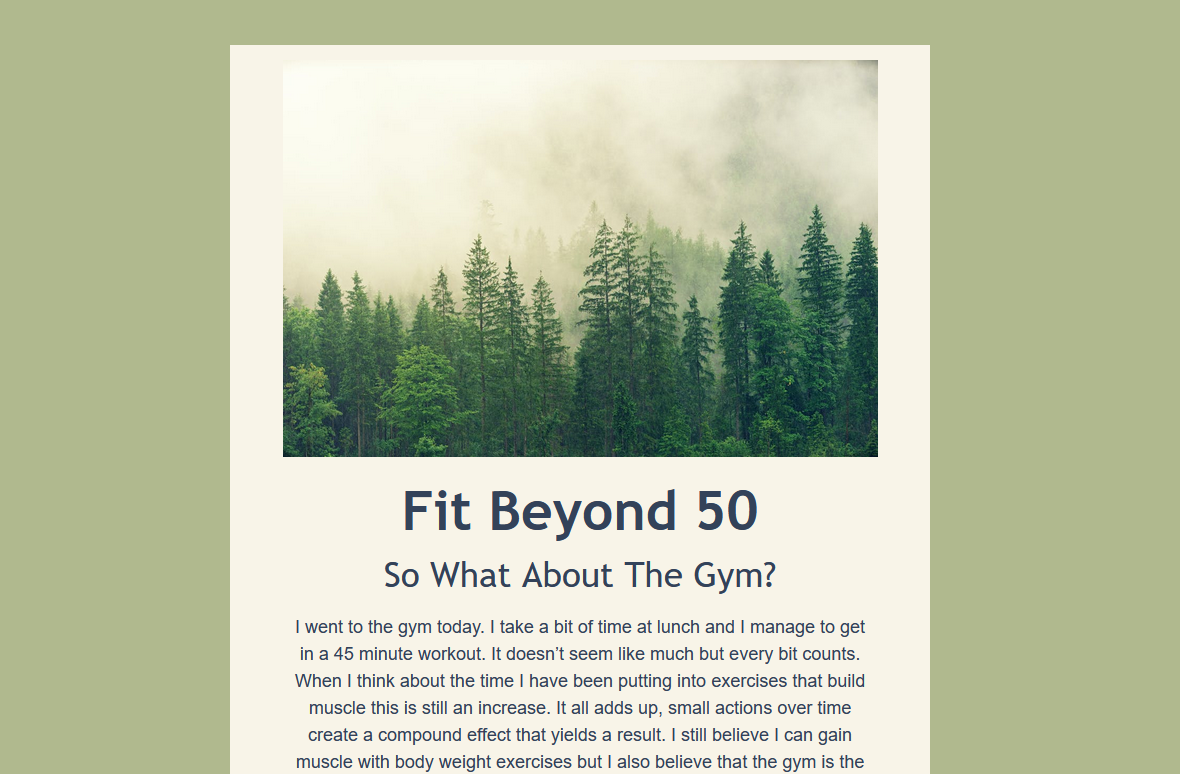 Fit Beyond 50
So What About The Gym?
I went to the gym today. I take a bit of time at lunch and I manage to get
in a 45 minute workout. It doesn’t seem like much but every bit counts.
When I think about the time I have been putting into exercises that build
muscle this is still an increase. It all adds up, small actions over time
create a compound effect that yields a result. I still believe I can gain
muscle with body weight exercises but I also believe that the gym is the